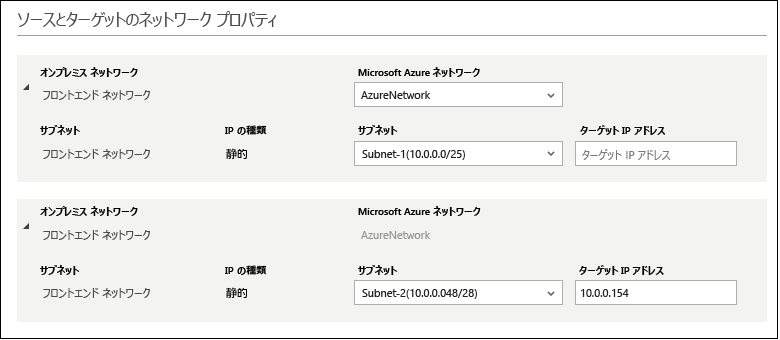 ソースとターゲットのネットワーク プロパティ
オンプレミス ネットワーク Microsoft Azure ネットワーク
フロントエンド ネットワーク AzureNetwork
サブネット IP の種類 サブネット ターゲット IP アドレス
フロントエンド ネットワーク 静的 Subnet-1(10.0.0.0/25) ターゲット IP アドレス
オンプレミス ネットワーク Microsoft Azure ネットワーク
フロントエンド ネットワーク AzureNetwork
サブネット IP の種類 サブネット ターゲット IP アドレス
フロントエンド ネットワーク 静的 Subnet-2(10.0.0.048/28) 10.0.0.154